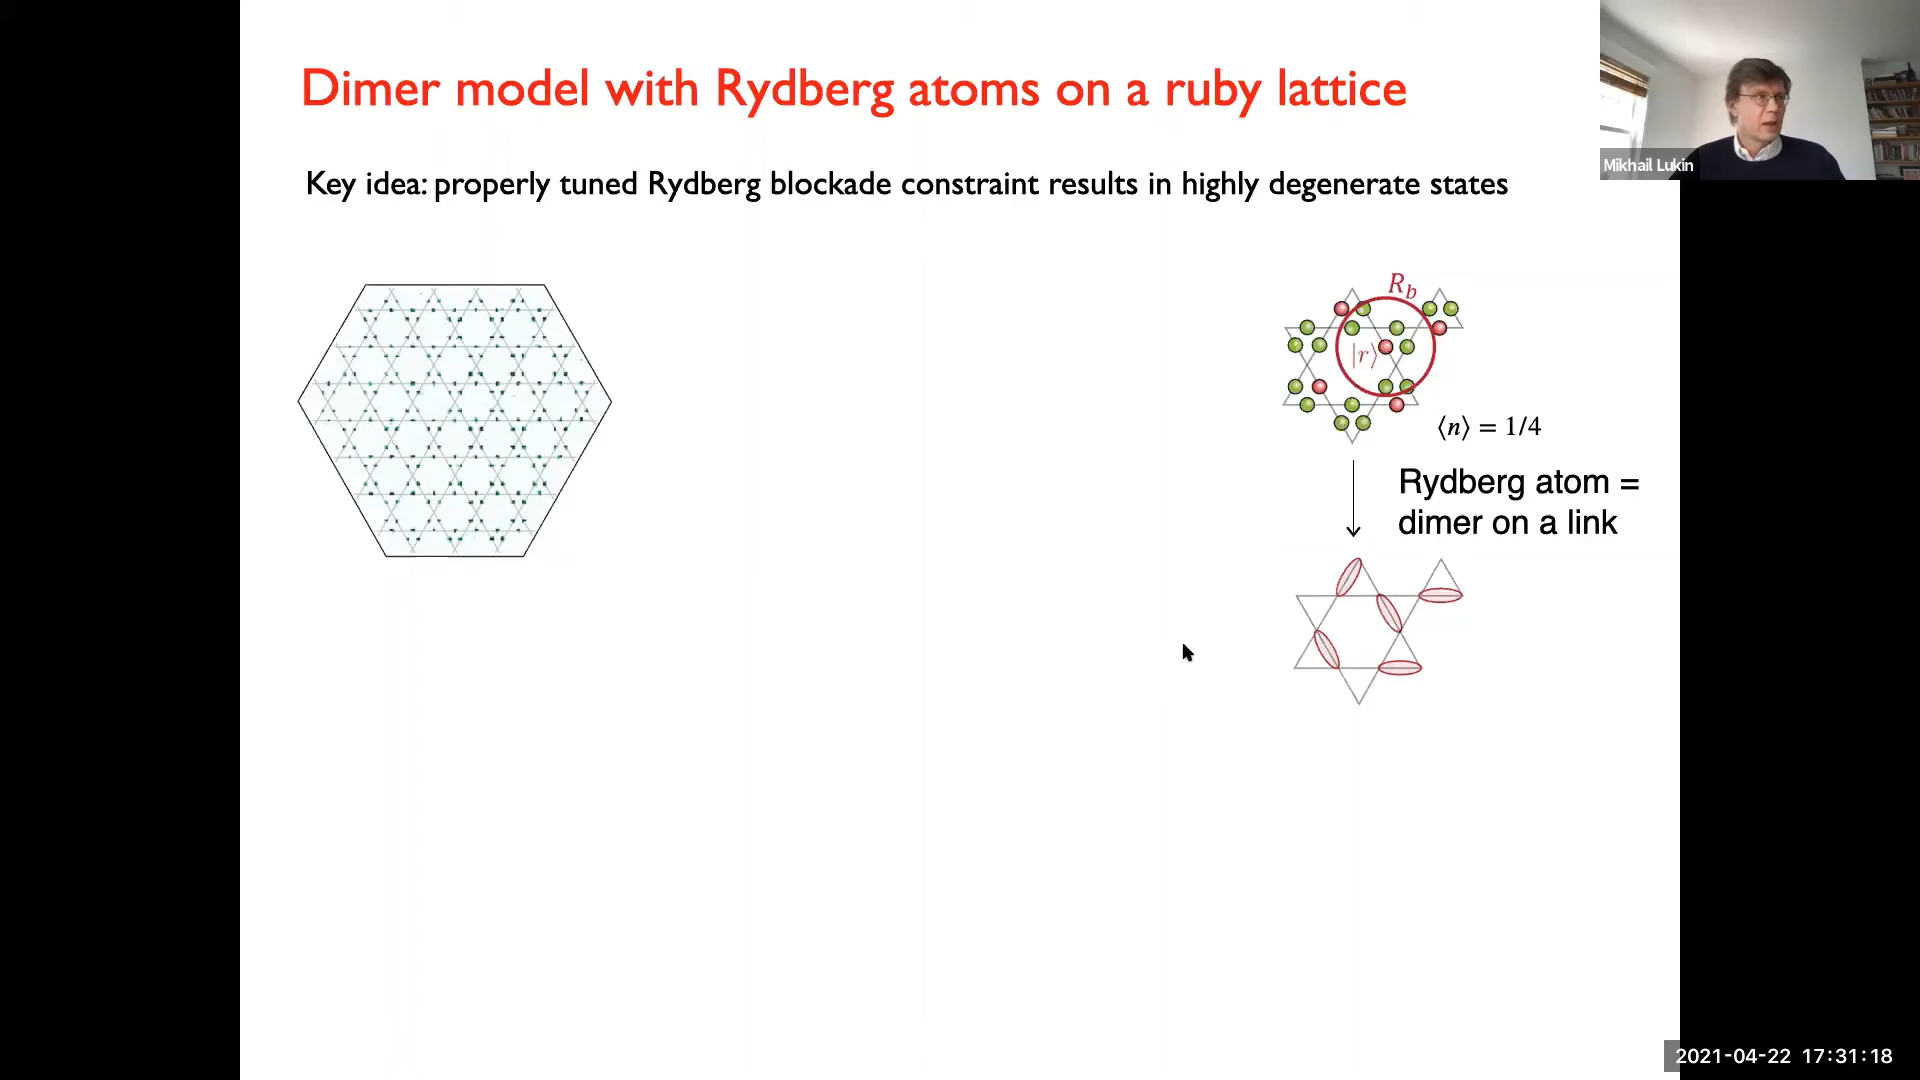 Dimer model with Rydberg atoms on a ruby lattice
Mikhail Lukin
Key idea: properly tuned Rydberg blockade constraint results in highly degenerate states
R_b
|r⟩
⟨n⟩ = 1/4
Rydberg atom =
dimer on a link
2021-04-22 17:31:18